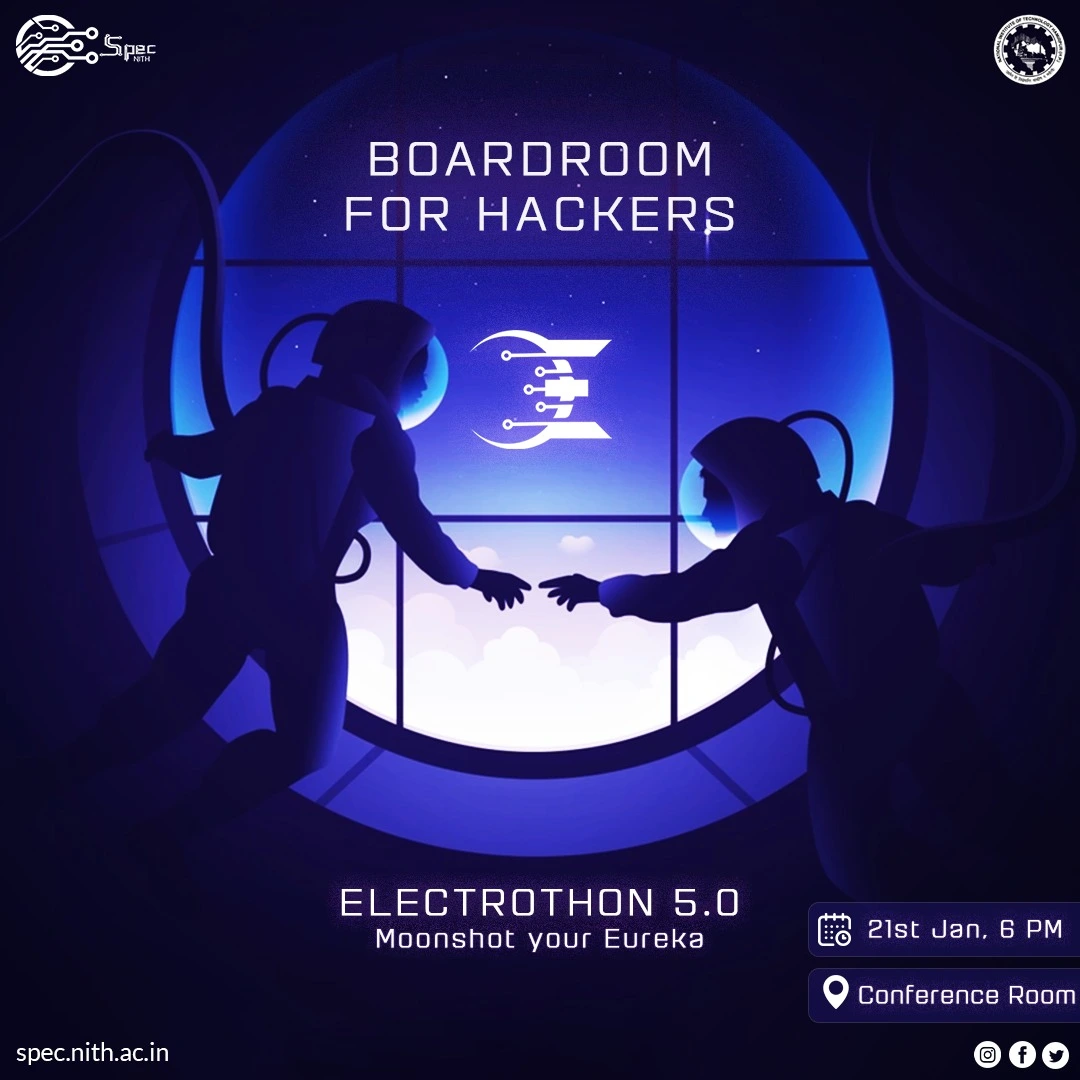 Spec
NITH
BOARDROOM
FOR HACKERS
ELECTROTHON 5.0
Moonshot your Eureka
21st Jan, 6 PM
Conference Room
spec.nith.ac.in